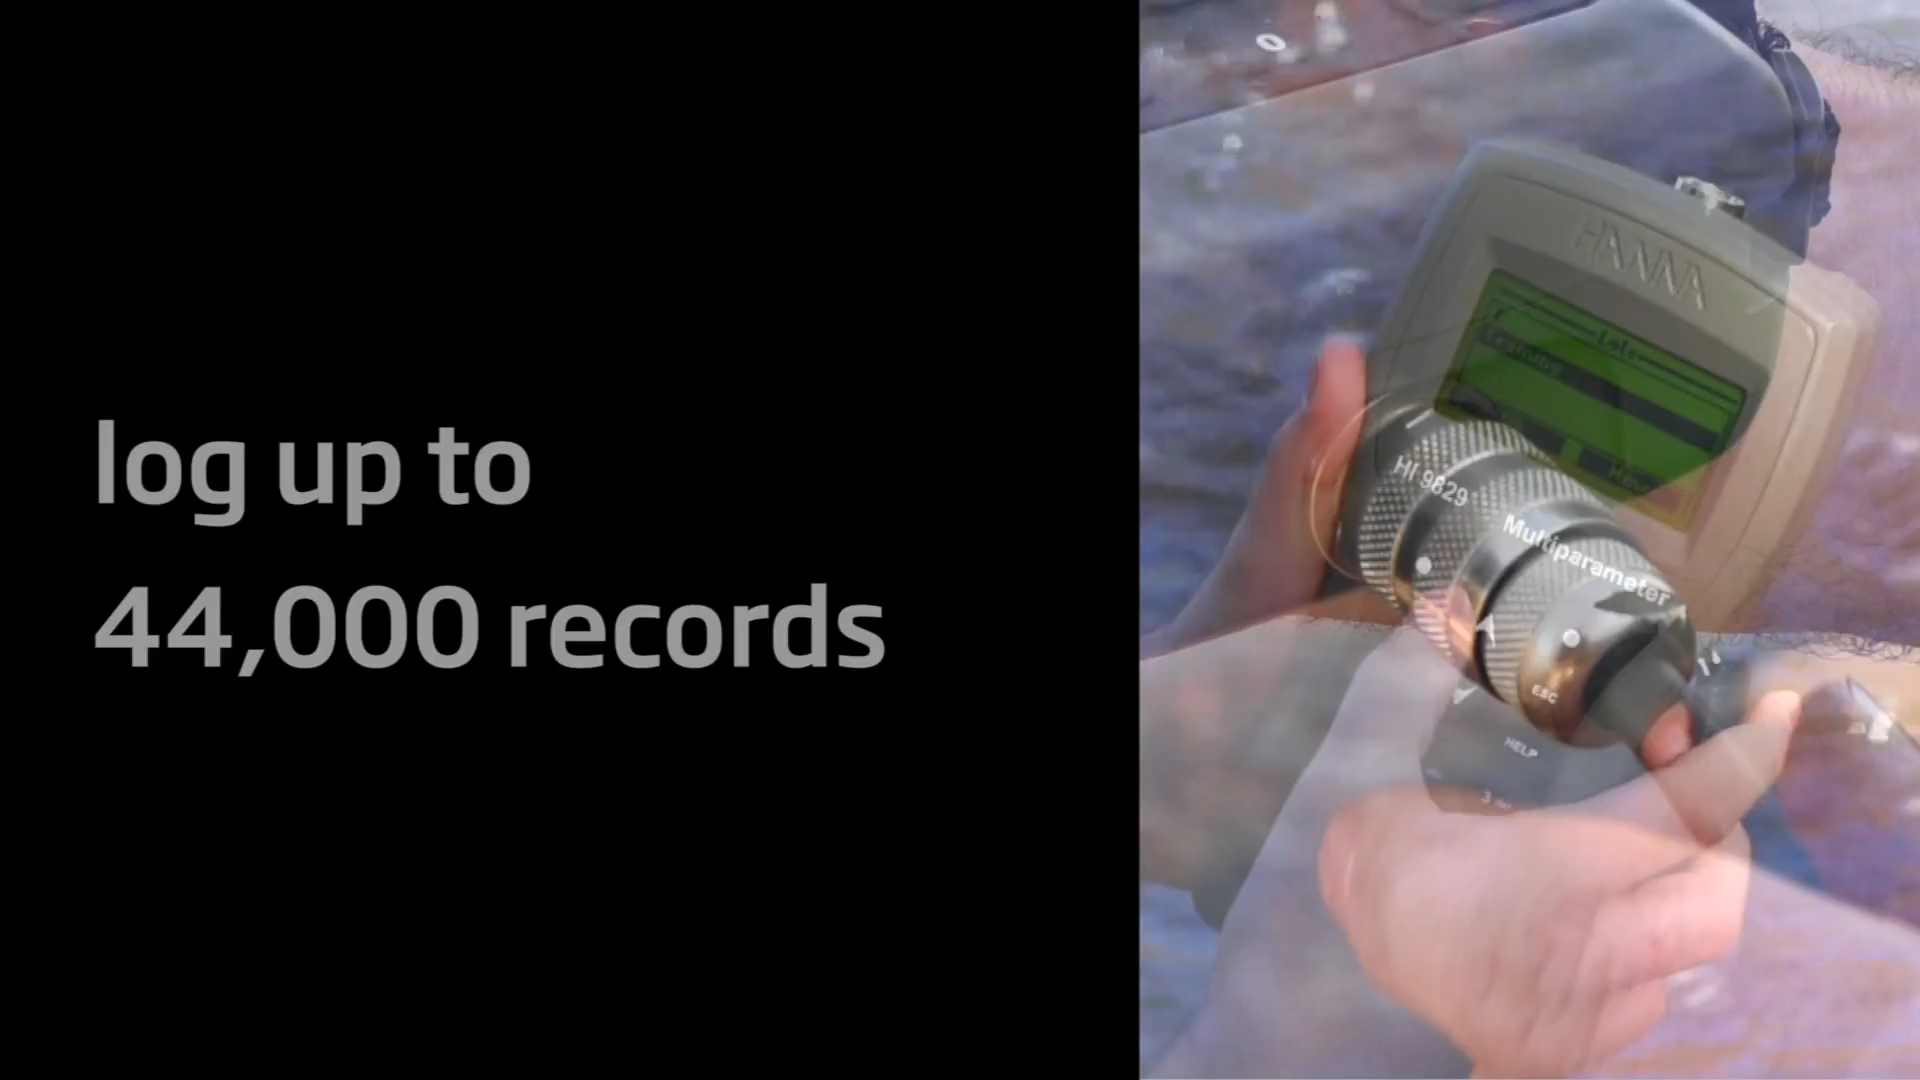 log up to
44,000 records
HANNA
HI 9829
Multiparameter
ESC
HELP